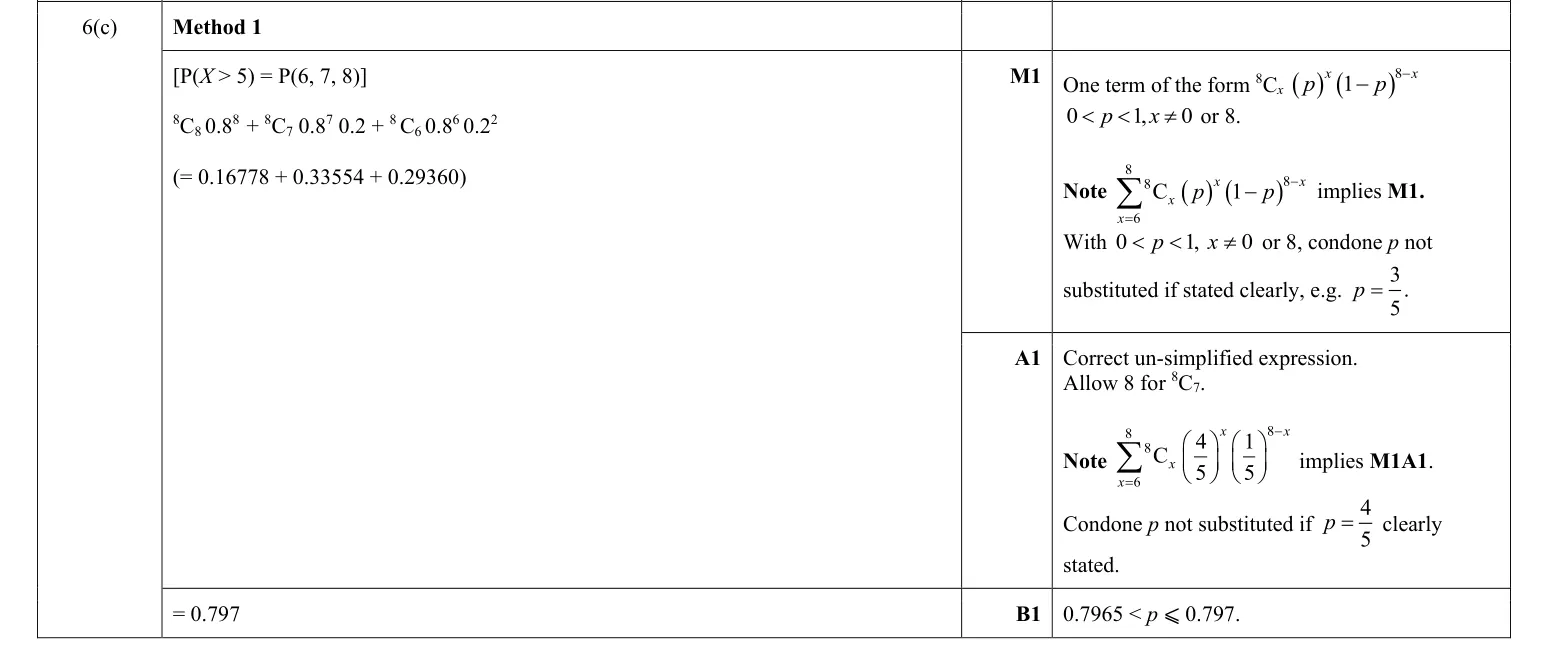 6(c) Method 1
[P(X > 5) = P(6, 7, 8)]
⁸C₈ 0.8⁸ + ⁸C₇ 0.8⁷ 0.2 + ⁸C₆ 0.8⁶ 0.2²
(= 0.16778 + 0.33554 + 0.29360)
M1
One term of the form ⁸Cₓ (p)ˣ (1 – p)⁸⁻ˣ
0 < p < 1, x ≠ 0 or 8.
Note ∑_{x=6}^{8} ⁸Cₓ (p)ˣ (1 – p)⁸⁻ˣ implies M1.
With 0 < p < 1, x ≠ 0 or 8, condone p not
substituted if stated clearly, e.g. p = 3/5.
A1
Correct un-simplified expression.
Allow 8 for ⁸C₇.
Note ∑_{x=6}^{8} ⁸Cₓ (4/5)ˣ (1/5)⁸⁻ˣ implies M1A1.
Condone p not substituted if p = 4/5 clearly
stated.
= 0.797
B1
0.7965 < p ⩽ 0.797.